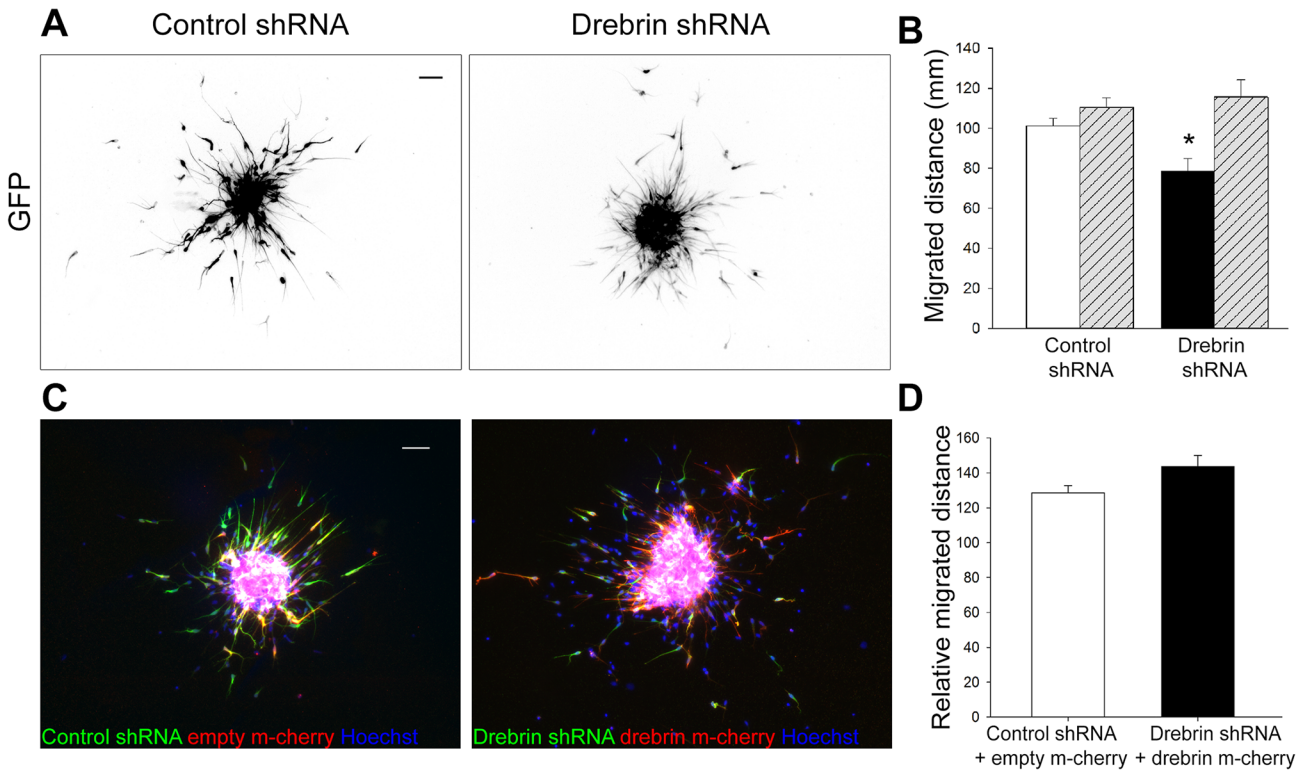 A
Control shRNA
Drebrin shRNA
GFP
B
Migrated distance (mm)
140
120
100
80
60
40
20
0
*
Control
shRNA
Drebrin
shRNA
C
Control shRNA empty m-cherry Hoechst
Drebrin shRNA drebrin m-cherry Hoechst
D
Relative migrated distance
160
140
120
100
80
60
40
20
0
Control shRNA
+ empty m-cherry
Drebrin shRNA
+ drebrin m-cherry